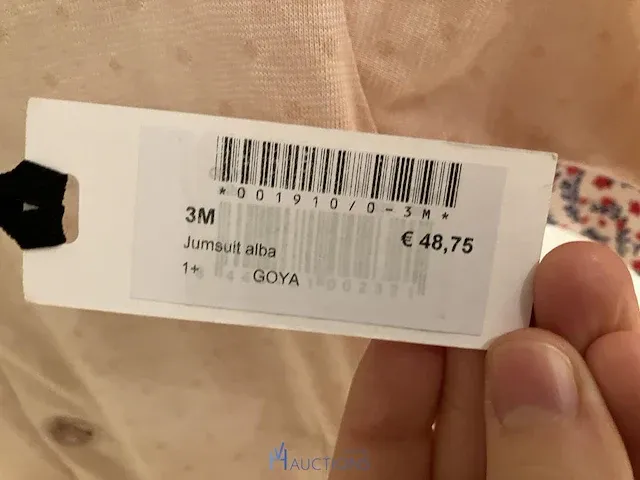 *001910/0-3M*
3M
€ 48,75
Jumsuit alba
1+ GOYA
AUCTIONS